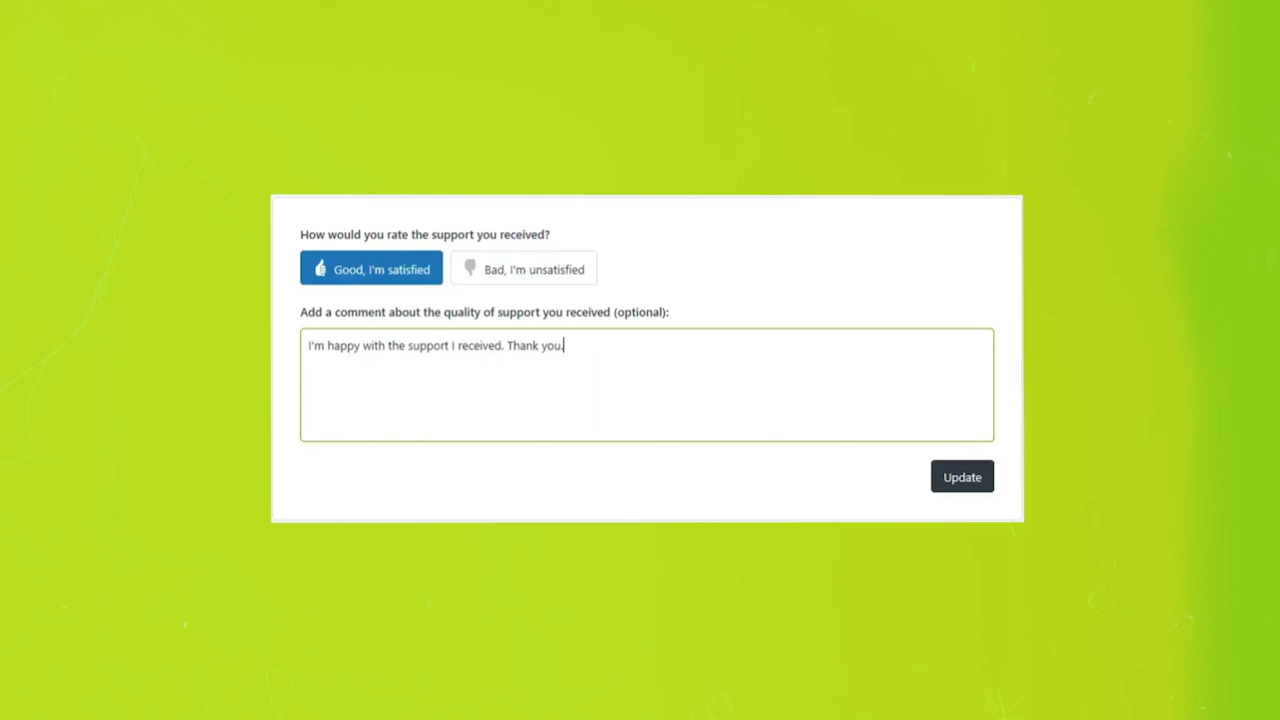 How would you rate the support you received?
Good, I'm satisfied Bad, I'm unsatisfied
Add a comment about the quality of support you received (optional):
I'm happy with the support I received. Thank you.
Update